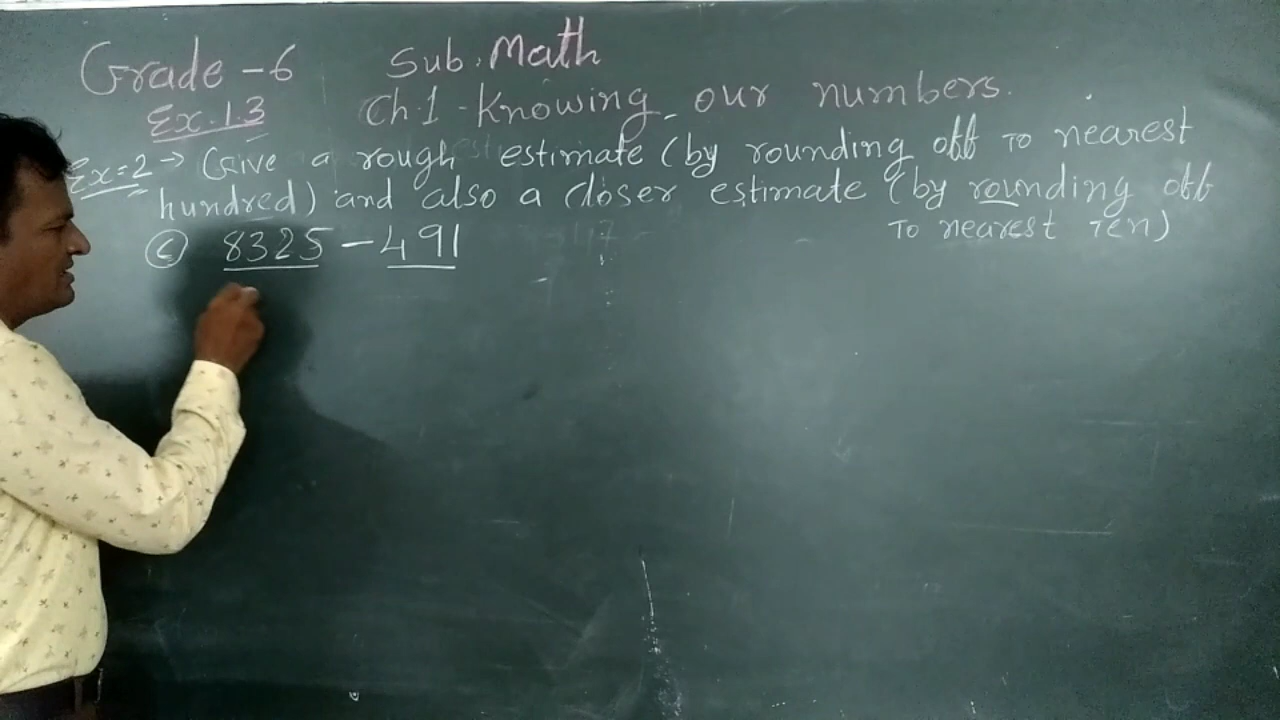 Grade - 6 Sub. Math
Ex. 1.3 Ch.1 - Knowing our numbers.
Ex=2 → Give a rough estimate (by rounding off To nearest
hundred) and also a closer estimate (by rounding off
To nearest Ten)
(c) 8325 - 491